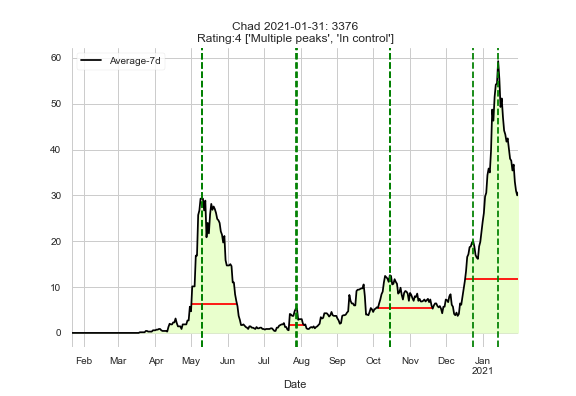 Chad 2021-01-31: 3376
Rating:4 ['Multiple peaks', 'In control']
Average-7d
60
50
40
30
20
10
0
Feb Mar Apr May Jun Jul Aug Sep Oct Nov Dec Jan
2021
Date